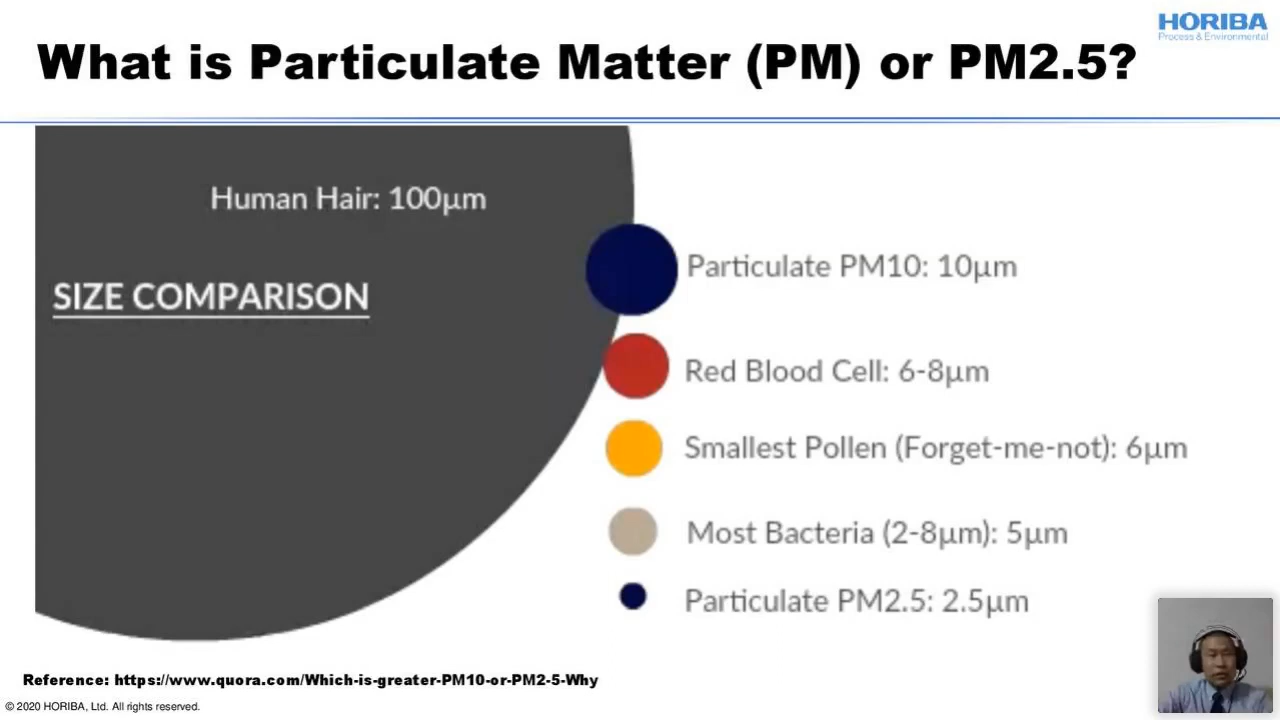 HORIBA
Process & Environmental
What is Particulate Matter (PM) or PM2.5?
Human Hair: 100µm
SIZE COMPARISON
Particulate PM10: 10µm
Red Blood Cell: 6-8µm
Smallest Pollen (Forget-me-not): 6µm
Most Bacteria (2-8µm): 5µm
Particulate PM2.5: 2.5µm
Reference: https://www.quora.com/Which-is-greater-PM10-or-PM2-5-Why
© 2020 HORIBA, Ltd. All rights reserved.